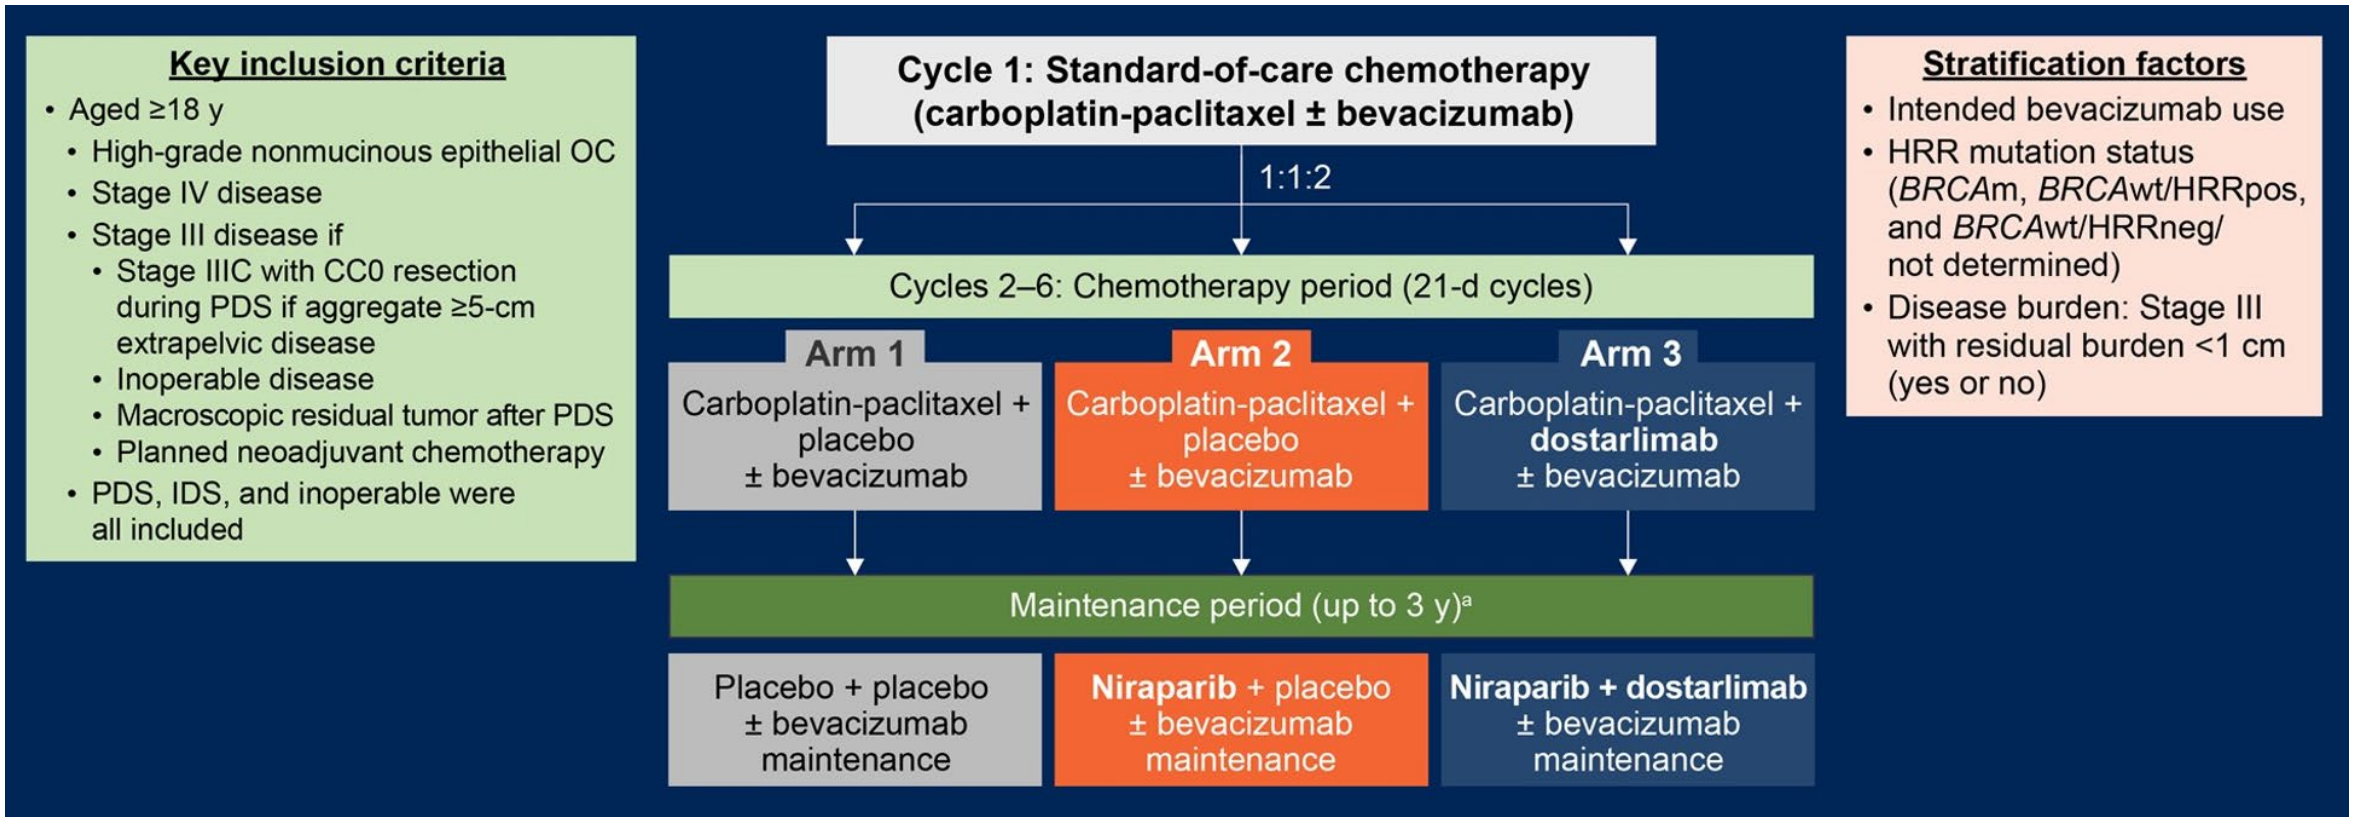 Key inclusion criteria
• Aged ≥18 y
• High-grade nonmucinous epithelial OC
• Stage IV disease
• Stage III disease if
• Stage IIIC with CC0 resection
during PDS if aggregate ≥5-cm
extrapelvic disease
• Inoperable disease
• Macroscopic residual tumor after PDS
• Planned neoadjuvant chemotherapy
• PDS, IDS, and inoperable were
all included
Cycle 1: Standard-of-care chemotherapy
(carboplatin-paclitaxel ± bevacizumab)
1:1:2
Cycles 2–6: Chemotherapy period (21-d cycles)
Arm 1
Carboplatin-paclitaxel +
placebo
± bevacizumab
Arm 2
Carboplatin-paclitaxel +
placebo
± bevacizumab
Arm 3
Carboplatin-paclitaxel +
dostarlimab
± bevacizumab
Maintenance period (up to 3 y)ᵃ
Placebo + placebo
± bevacizumab
maintenance
Niraparib + placebo
± bevacizumab
maintenance
Niraparib + dostarlimab
± bevacizumab
maintenance
Stratification factors
• Intended bevacizumab use
• HRR mutation status
(BRCAm, BRCAwt/HRRpos,
and BRCAwt/HRRneg/
not determined)
• Disease burden: Stage III
with residual burden <1 cm
(yes or no)